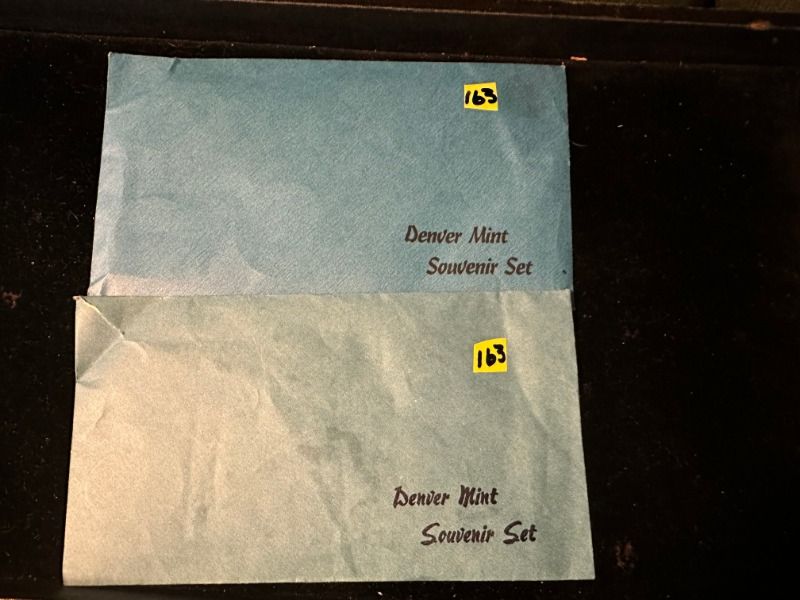 163
Denver Mint
Souvenir Set
163
Denver Mint
Souvenir Set